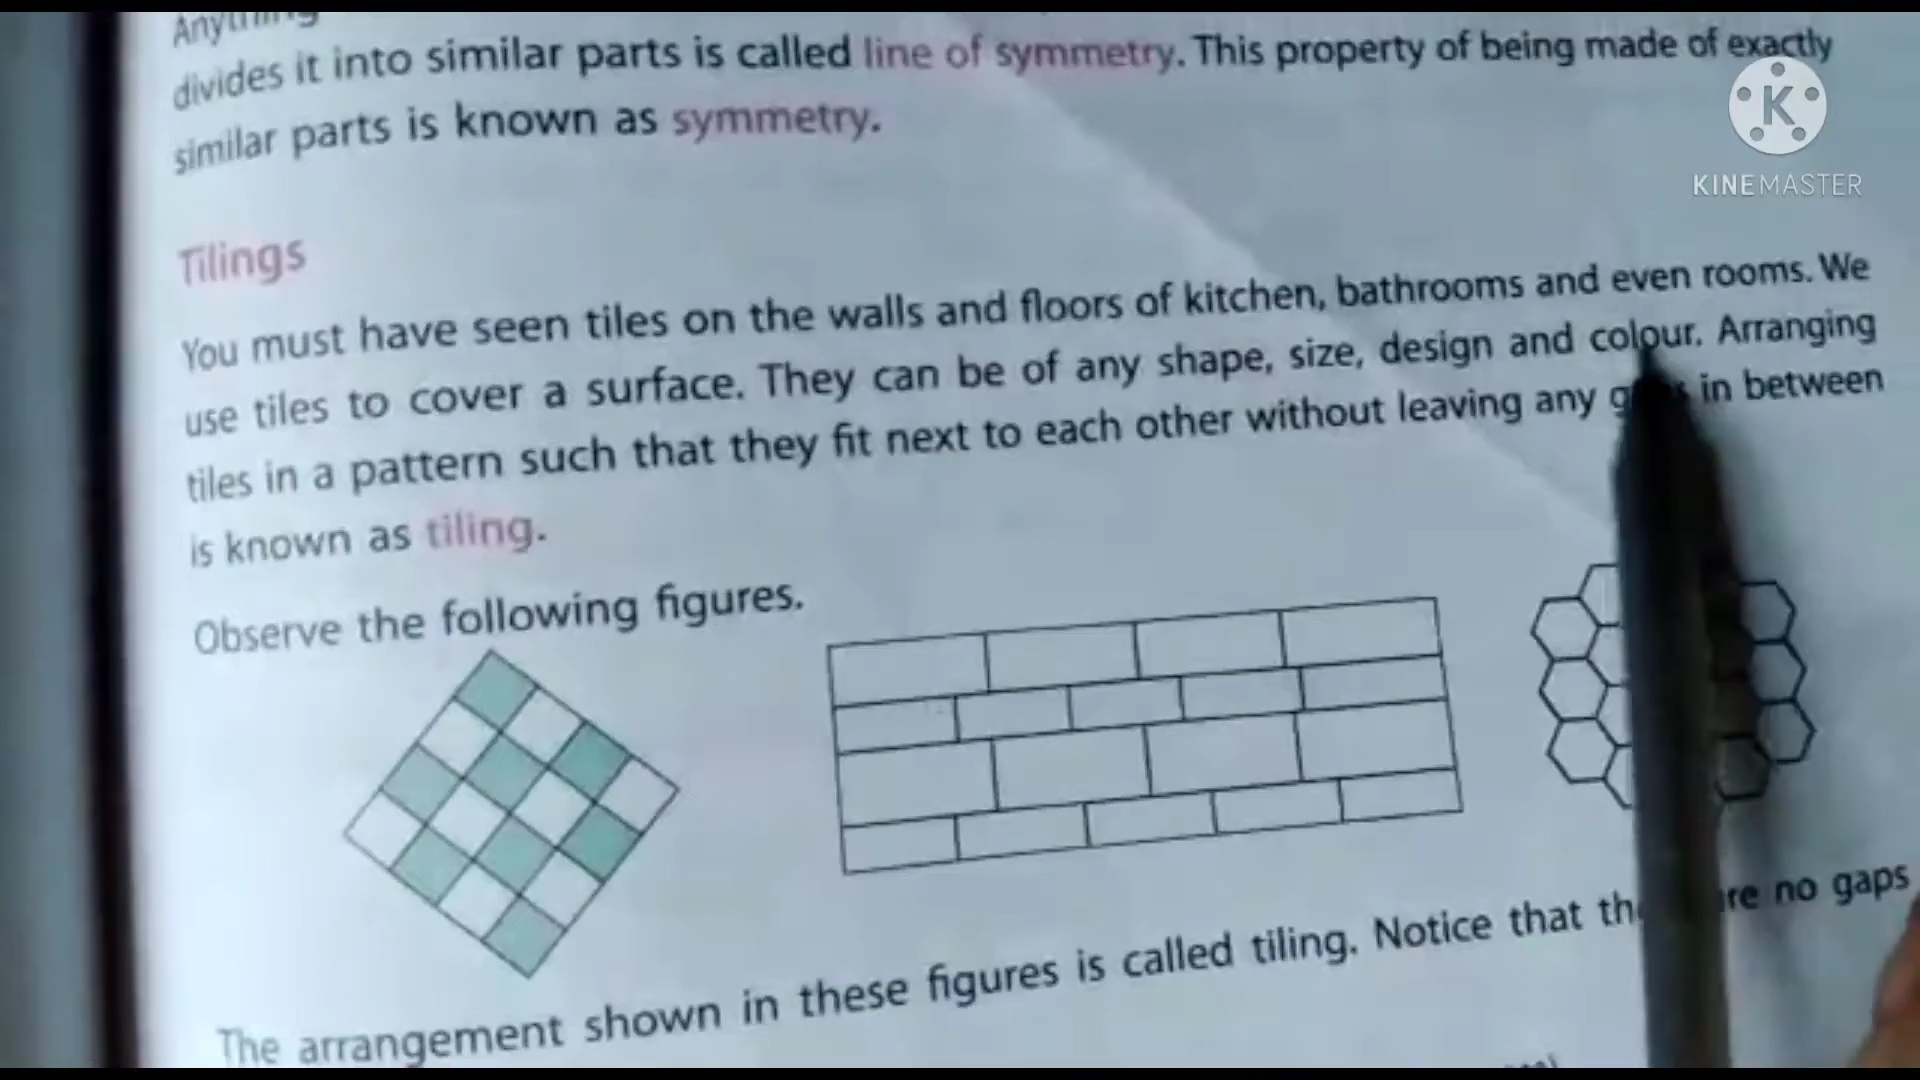 divides it into similar parts is called line of symmetry. This property of being made of exactly
similar parts is known as symmetry.
KINEMASTER
Tilings
You must have seen tiles on the walls and floors of kitchen, bathrooms and even rooms. We
use tiles to cover a surface. They can be of any shape, size, design and colour. Arranging
tiles in a pattern such that they fit next to each other without leaving any in between
is known as tiling.
Observe the following figures.
The arrangement shown in these figures is called tiling. Notice that no gaps